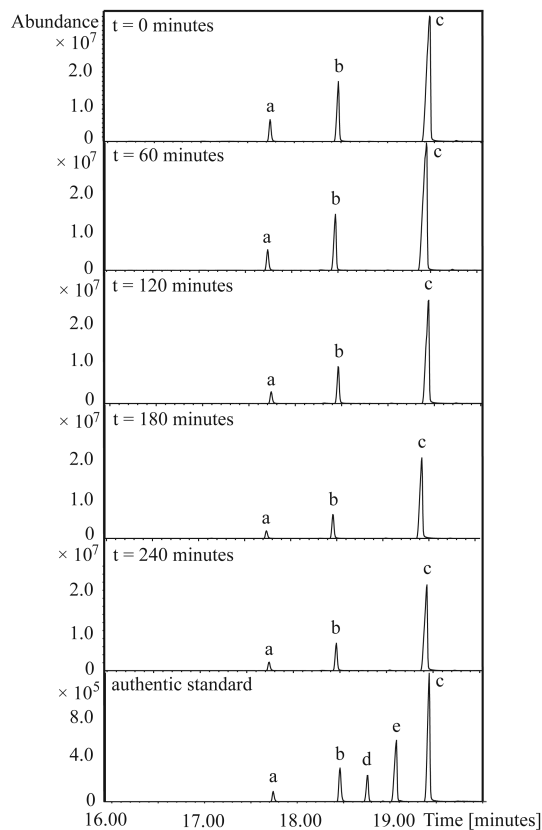 Abundance
× 10⁷
t = 0 minutes
c
2.0
b
1.0
a
0
× 10⁷
t = 60 minutes
c
2.0
b
1.0
a
0
× 10⁷
t = 120 minutes
c
2.0
b
1.0
a
0
× 10⁷
t = 180 minutes
c
2.0
b
1.0
a
0
× 10⁷
t = 240 minutes
c
2.0
b
1.0
a
0
× 10⁵
authentic standard
c
8.0
e
4.0
b d
a
0
16.00 17.00 18.00 19.00 Time [minutes]